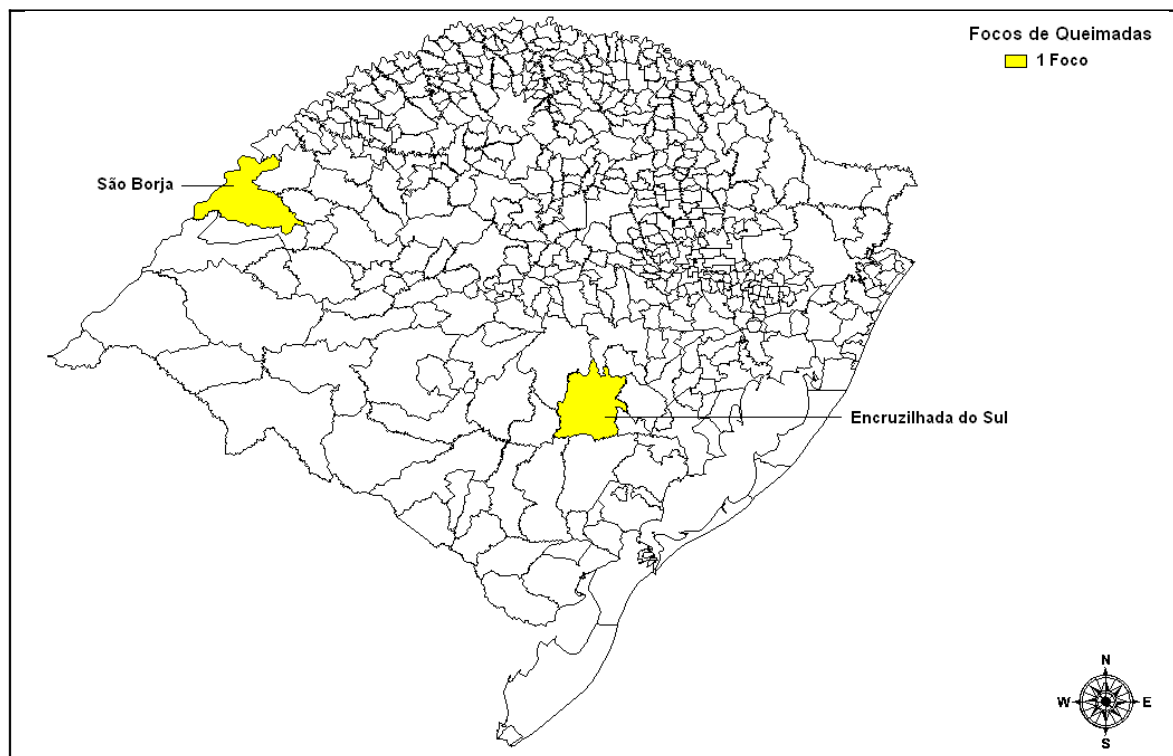 Focos de Queimadas
1 Foco
São Borja
Encruzilhada do Sul
N
W
E
S